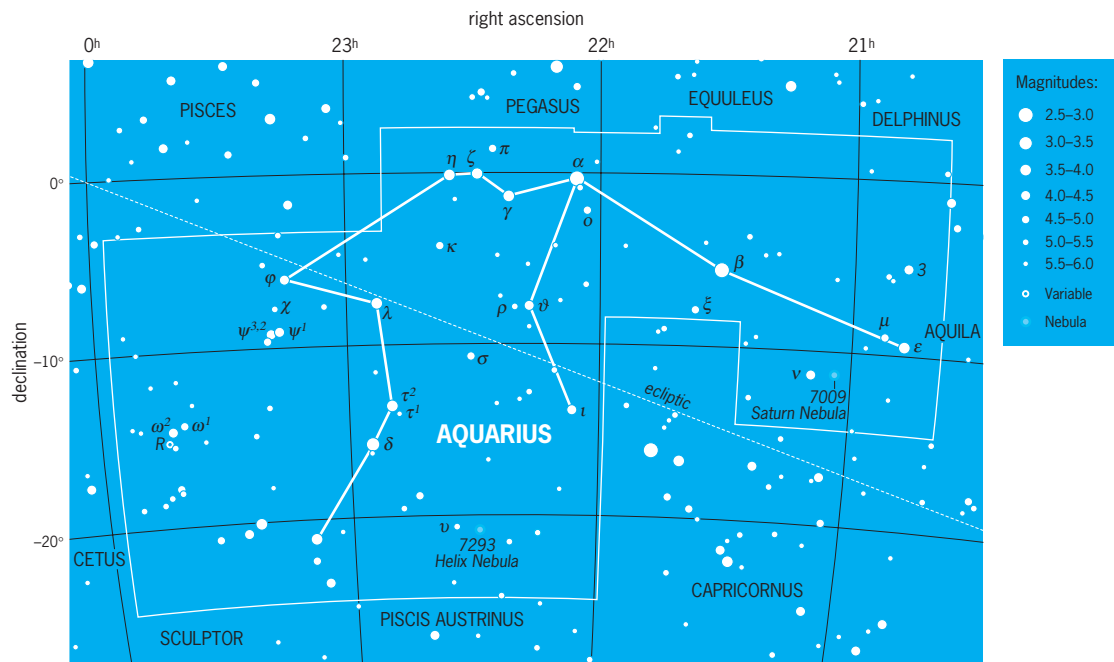 right ascension
0ʰ 23ʰ 22ʰ 21ʰ
declination
0°
−10°
−20°
PISCES
PEGASUS
EQUULEUS
DELPHINUS
η ζ π
α
γ
ο
κ
β
3
φ
χ
λ
ρ ϑ
ξ
ψ³,² ψ¹
μ
AQUILA
ε
σ
ν
7009
Saturn Nebula
ecliptic
τ²
τ¹
ι
ω² ω¹
R
δ
AQUARIUS
υ
7293
Helix Nebula
CETUS
CAPRICORNUS
PISCIS AUSTRINUS
SCULPTOR
Magnitudes:
2.5–3.0
3.0–3.5
3.5–4.0
4.0–4.5
4.5–5.0
5.0–5.5
5.5–6.0
Variable
Nebula